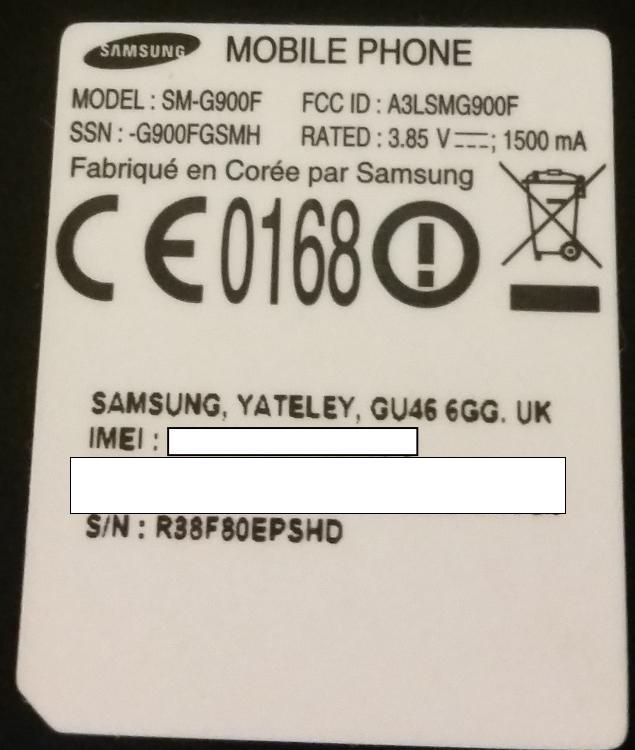 SAMSUNG MOBILE PHONE
MODEL : SM-G900F FCC ID : A3LSMG900F
SSN : -G900FGSMH RATED : 3.85 V ⎓; 1500 mA
Fabriqué en Corée par Samsung
CE0168
SAMSUNG, YATELEY, GU46 6GG. UK
IMEI :
S/N : R38F80EPSHD